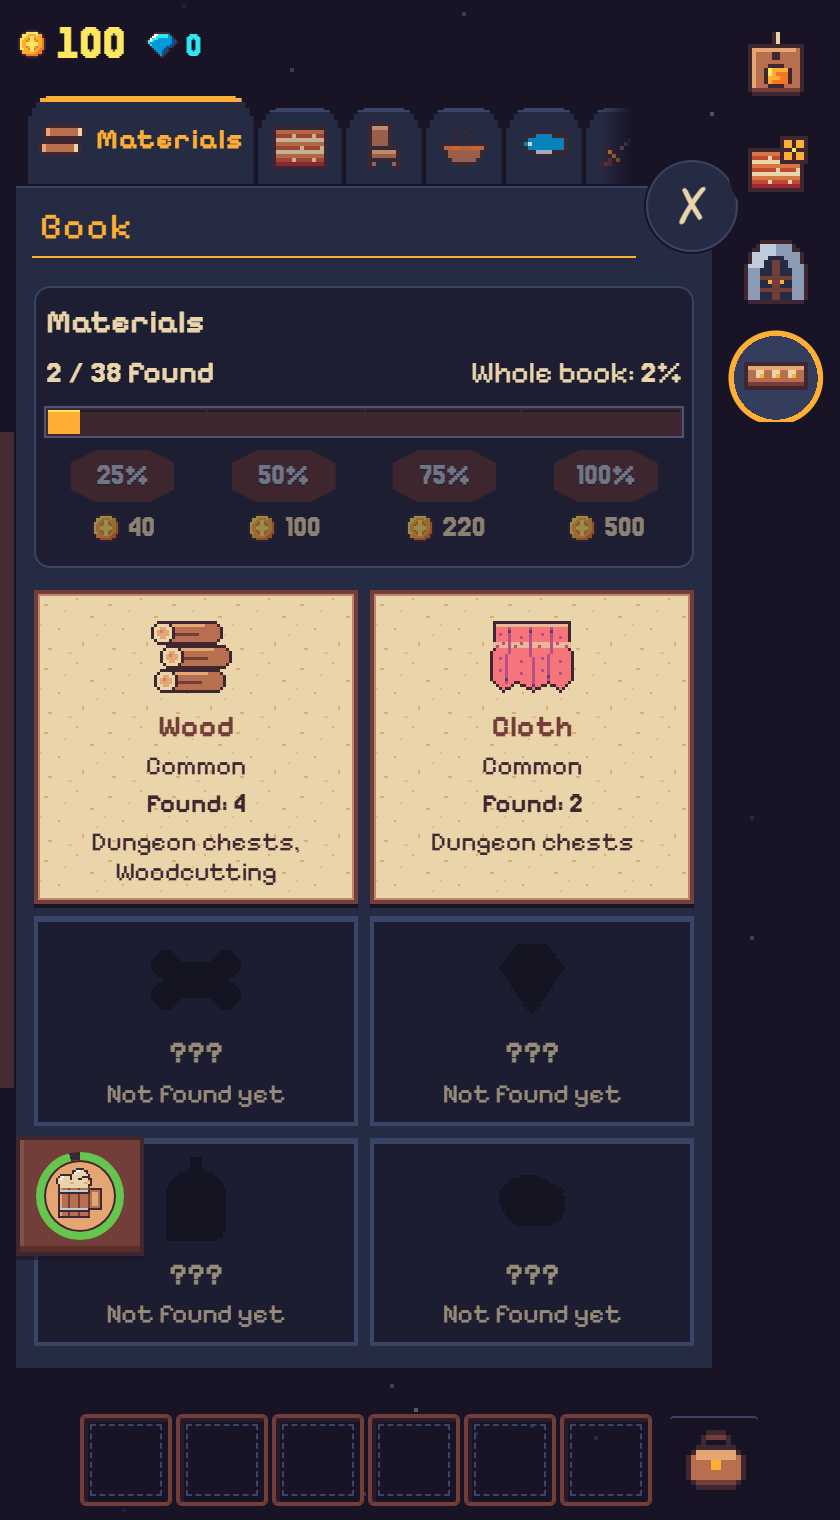 100 0
Materials
X
Book
Materials
2 / 38 Found Whole book: 2%
25% 50% 75% 100%
40 100 220 500
Wood Cloth
Common Common
Found: 4 Found: 2
Dungeon chests, Dungeon chests
Woodcutting
??? ???
Not found yet Not found yet
??? ???
Not found yet Not found yet